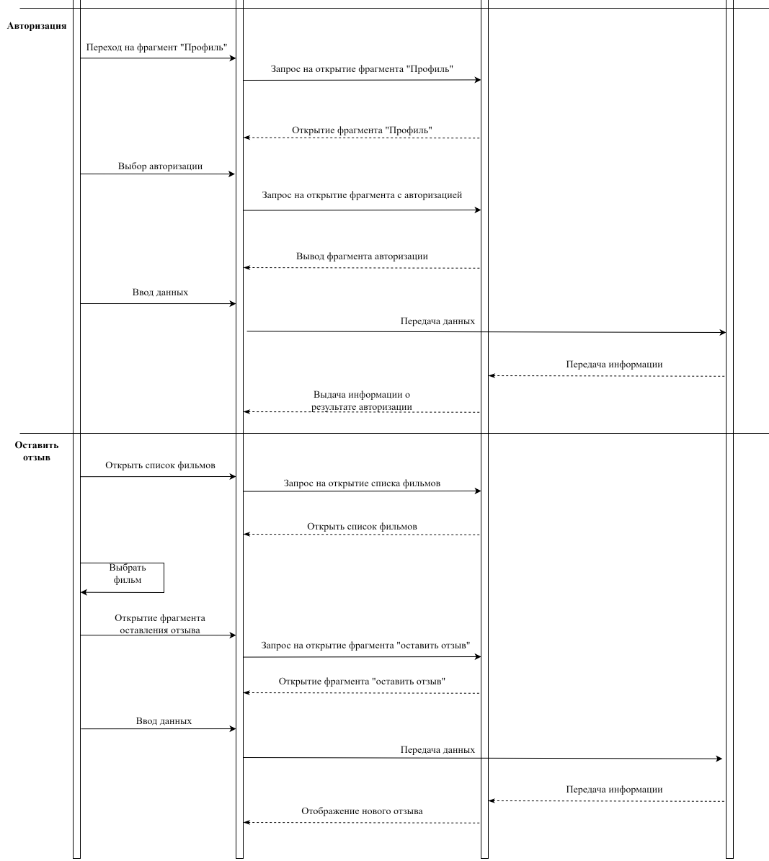 Авторизация
Переход на фрагмент "Профиль"
Запрос на открытие фрагмента "Профиль"
Открытие фрагмента "Профиль"
Выбор авторизации
Запрос на открытие фрагмента с авторизацией
Вывод фрагмента авторизации
Ввод данных
Передача данных
Передача информации
Выдача информации о
результате авторизации
Оставить
отзыв
Открыть список фильмов
Запрос на открытие списка фильмов
Открыть список фильмов
Выбрать
фильм
Открытие фрагмента
оставления отзыва
Запрос на открытие фрагмента "оставить отзыв"
Открытие фрагмента "оставить отзыв"
Ввод данных
Передача данных
Передача информации
Отображение нового отзыва